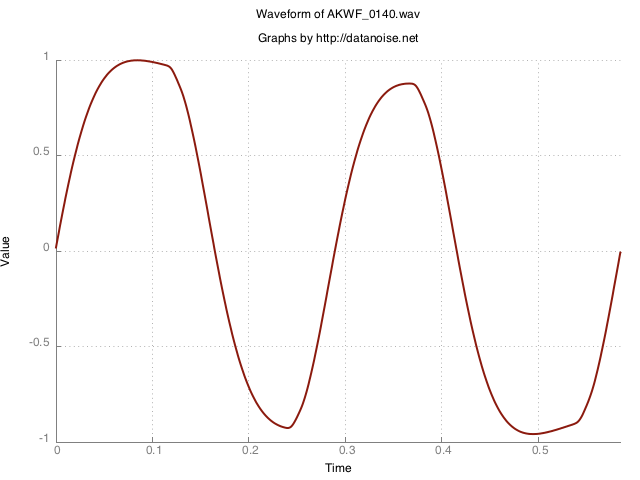 Waveform of AKWF_0140.wav
Graphs by http://datanoise.net
1
0.5
0
-0.5
-1
Value
0 0.1 0.2 0.3 0.4 0.5
Time